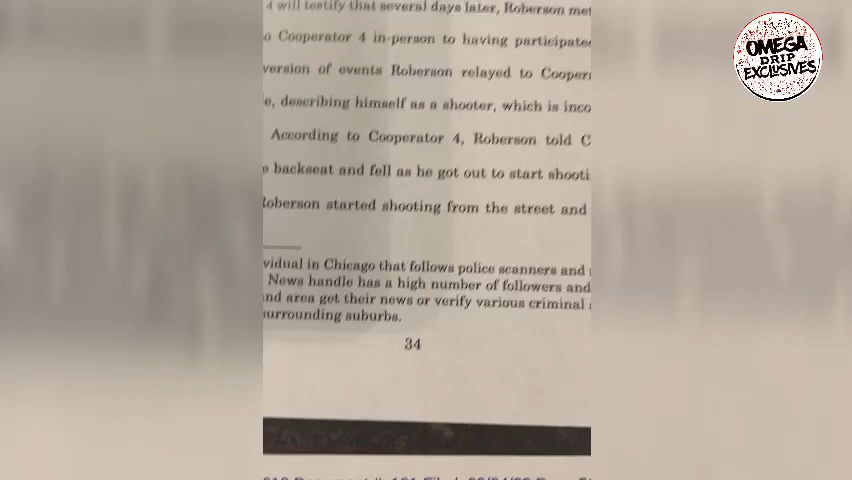 4 will testify that several days later, Roberson met
o Cooperator 4 in-person to having participate
version of events Roberson relayed to Cooper
e, describing himself as a shooter, which is inco
According to Cooperator 4, Roberson told C
e backseat and fell as he got out to start shooti
Roberson started shooting from the street and
vidual in Chicago that follows police scanners and
News handle has a high number of followers and
nd area get their news or verify various criminal
surrounding suburbs.
34
OMEGA
DRIP
EXCLUSIVES